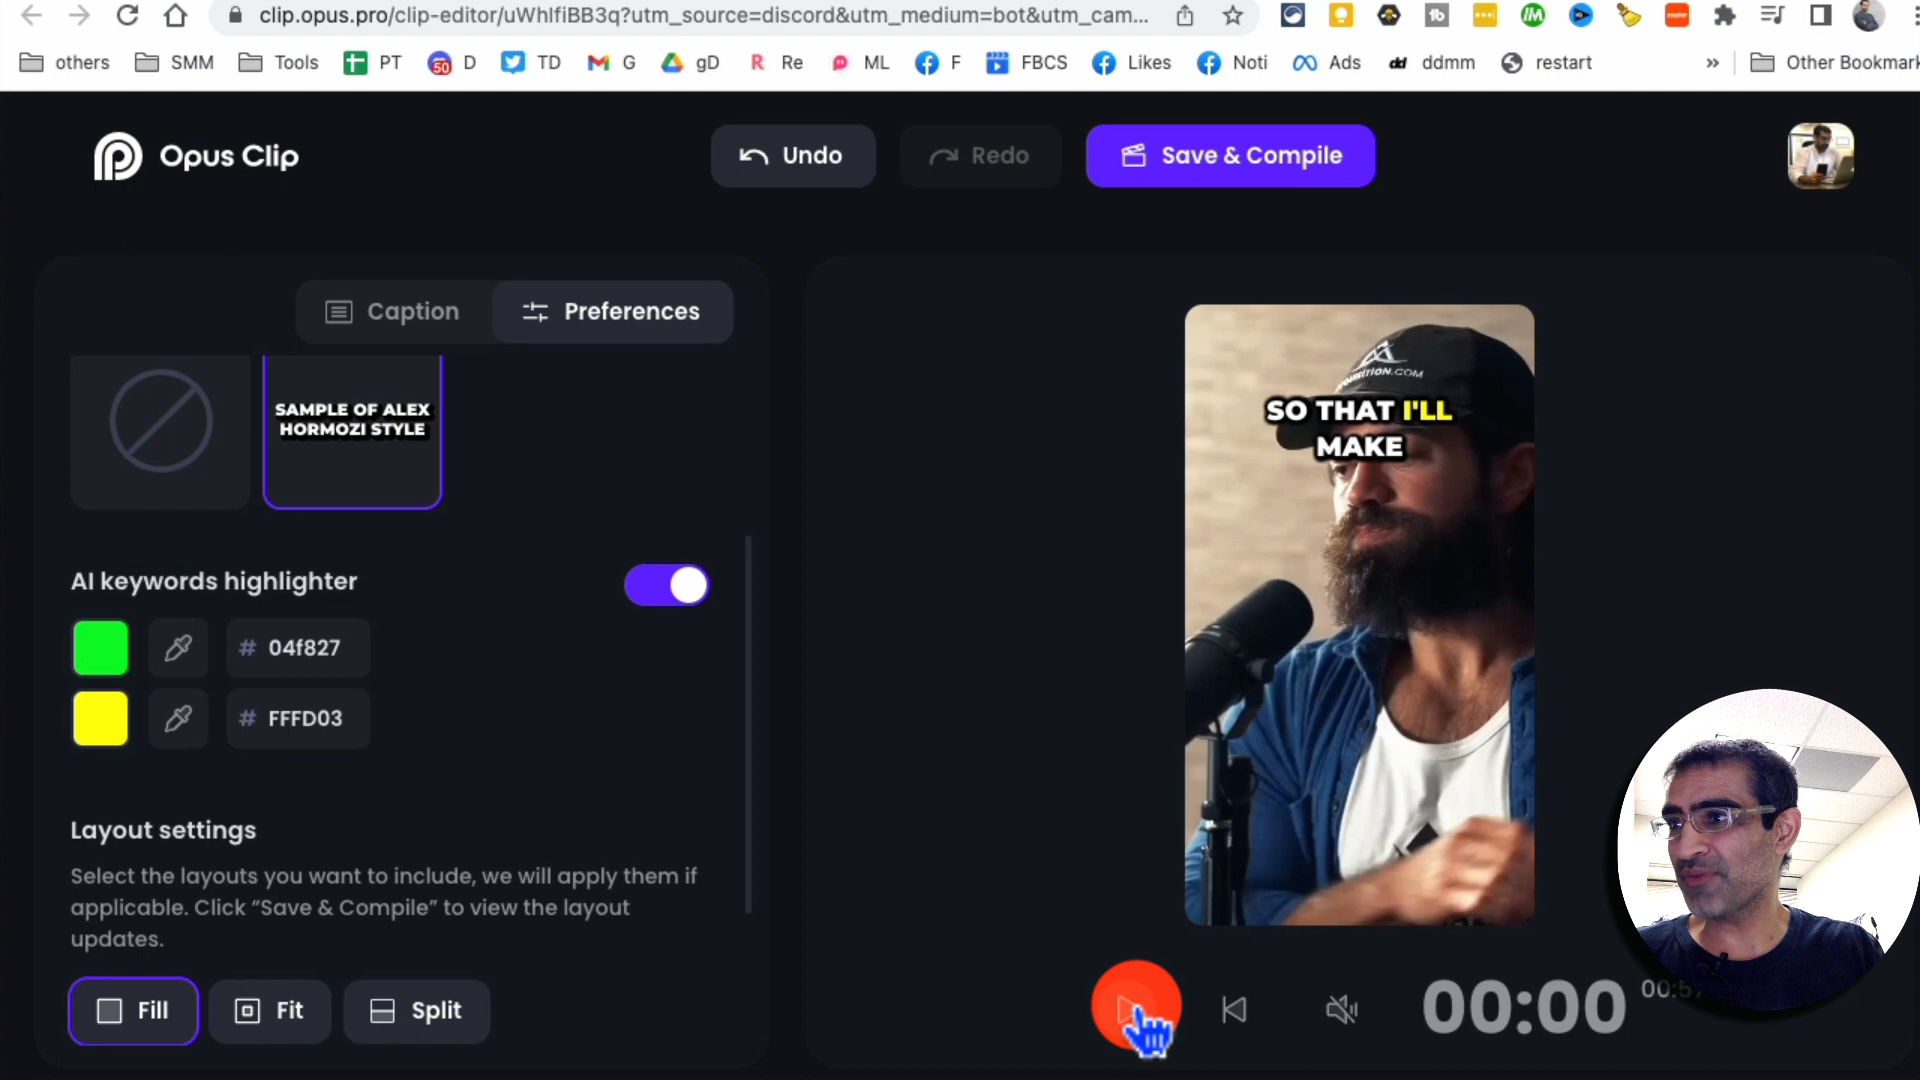 clip.opus.pro/clip-editor/uWhlfiBB3q?utm_source=discord&utm_medium=bot&utm_cam...
others SMM Tools PT 50 D TD G gD R Re ML F FBCS Likes Noti Ads dd ddmm restart » Other Bookmark
Opus Clip
Undo
Redo
Save & Compile
Caption
Preferences
SAMPLE OF ALEX
HORMOZI STYLE
SO THAT I'LL
MAKE
AI keywords highlighter
# 04f827
# FFFD03
Layout settings
Select the layouts you want to include, we will apply them if
applicable. Click “Save & Compile” to view the layout
updates.
Fill
Fit
Split
00:00